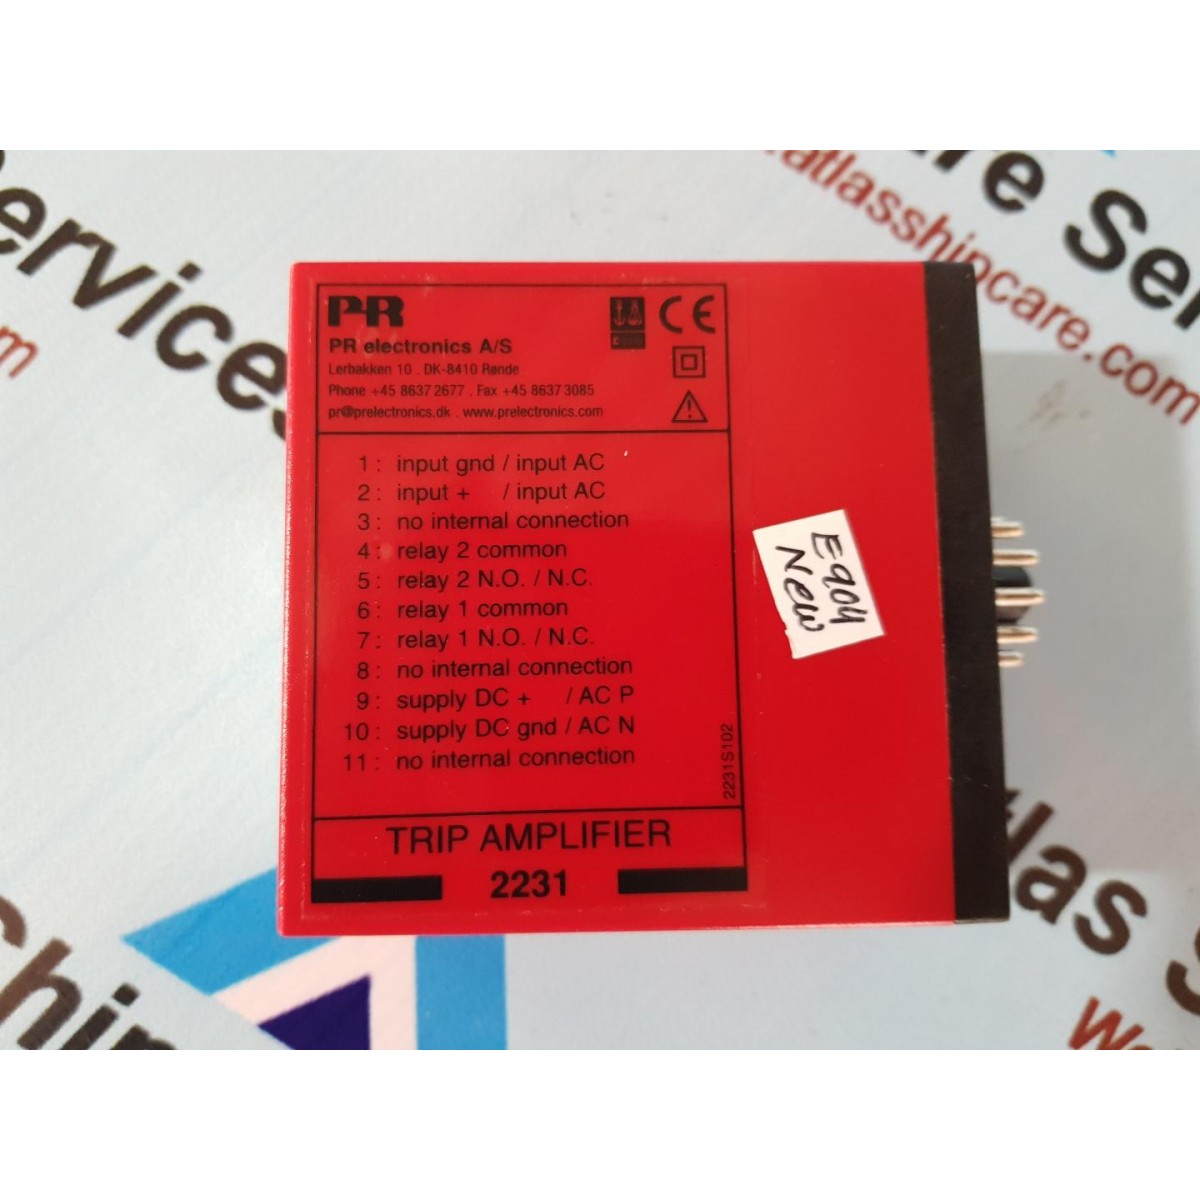 ervices
m
are Ser
atlasshipcare.com
PR
PR electronics A/S
Lerbakken 10 . DK-8410 Rønde
Phone +45 8637 2677 . Fax +45 8637 3085
pr@prelectronics.dk . www.prelectronics.com
CE
1 : input gnd / input AC
2 : input + / input AC
3 : no internal connection
4 : relay 2 common
5 : relay 2 N.O. / N.C.
6 : relay 1 common
7 : relay 1 N.O. / N.C.
8 : no internal connection
9 : supply DC + / AC P
10 : supply DC gnd / AC N
11 : no internal connection
2231S102
TRIP AMPLIFIER
2231
E904
New
tlas S
hip